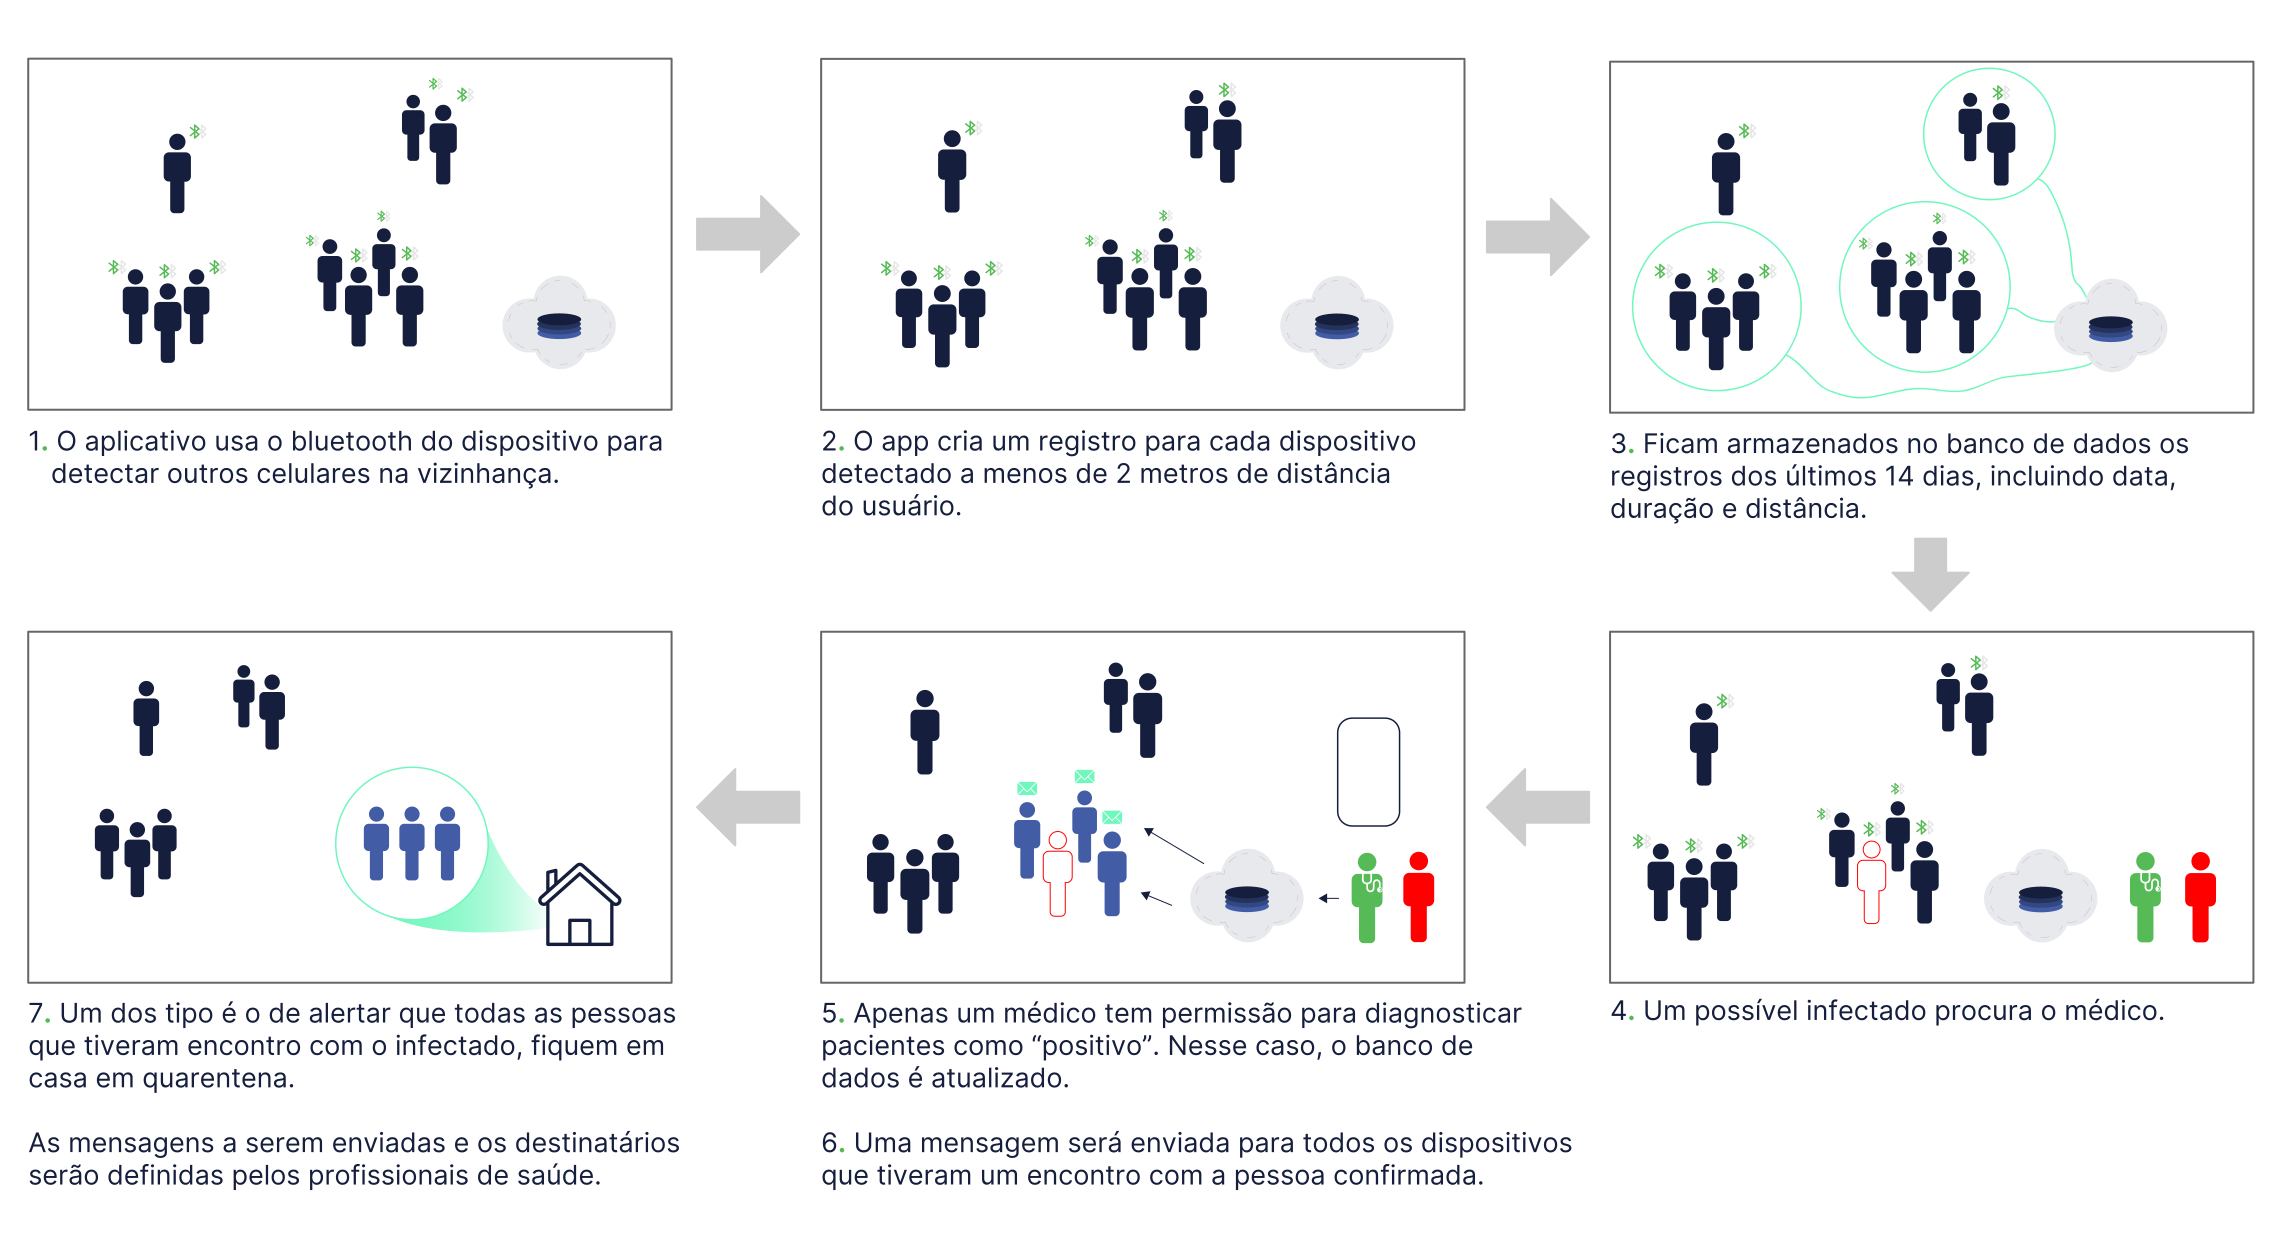 1. O aplicativo usa o bluetooth do dispositivo para
detectar outros celulares na vizinhança.
2. O app cria um registro para cada dispositivo
detectado a menos de 2 metros de distância
do usuário.
3. Ficam armazenados no banco de dados os
registros dos últimos 14 dias, incluindo data,
duração e distância.
4. Um possível infectado procura o médico.
5. Apenas um médico tem permissão para diagnosticar
pacientes como “positivo”. Nesse caso, o banco de
dados é atualizado.
6. Uma mensagem será enviada para todos os dispositivos
que tiveram um encontro com a pessoa confirmada.
7. Um dos tipo é o de alertar que todas as pessoas
que tiveram encontro com o infectado, fiquem em
casa em quarentena.
As mensagens a serem enviadas e os destinatários
serão definidas pelos profissionais de saúde.